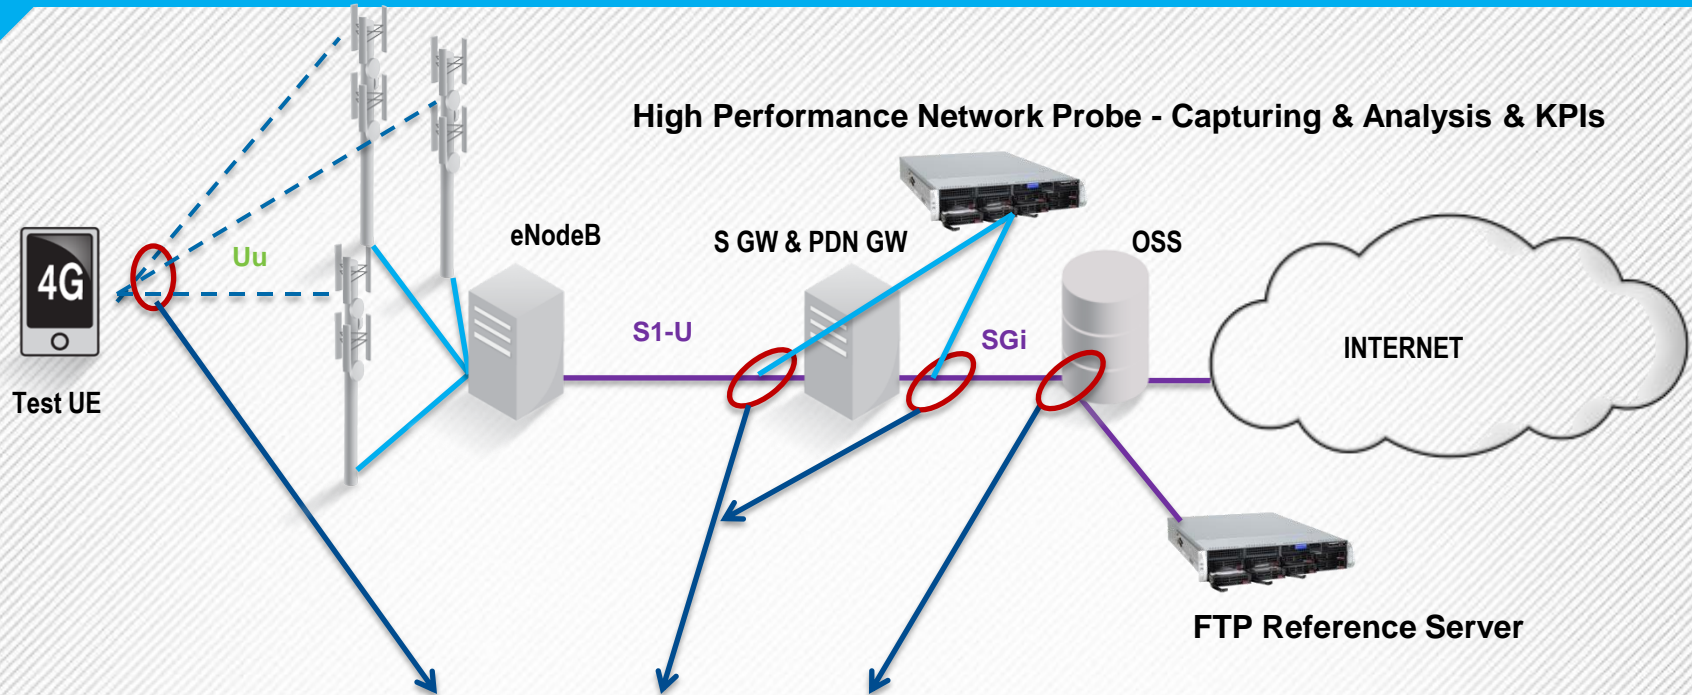 High Performance Network Probe - Capturing & Analysis & KPIs
eNodeB
S GW & PDN GW
OSS
Uu
4G
S1-U
SGi
INTERNET
Test UE
FTP Reference Server